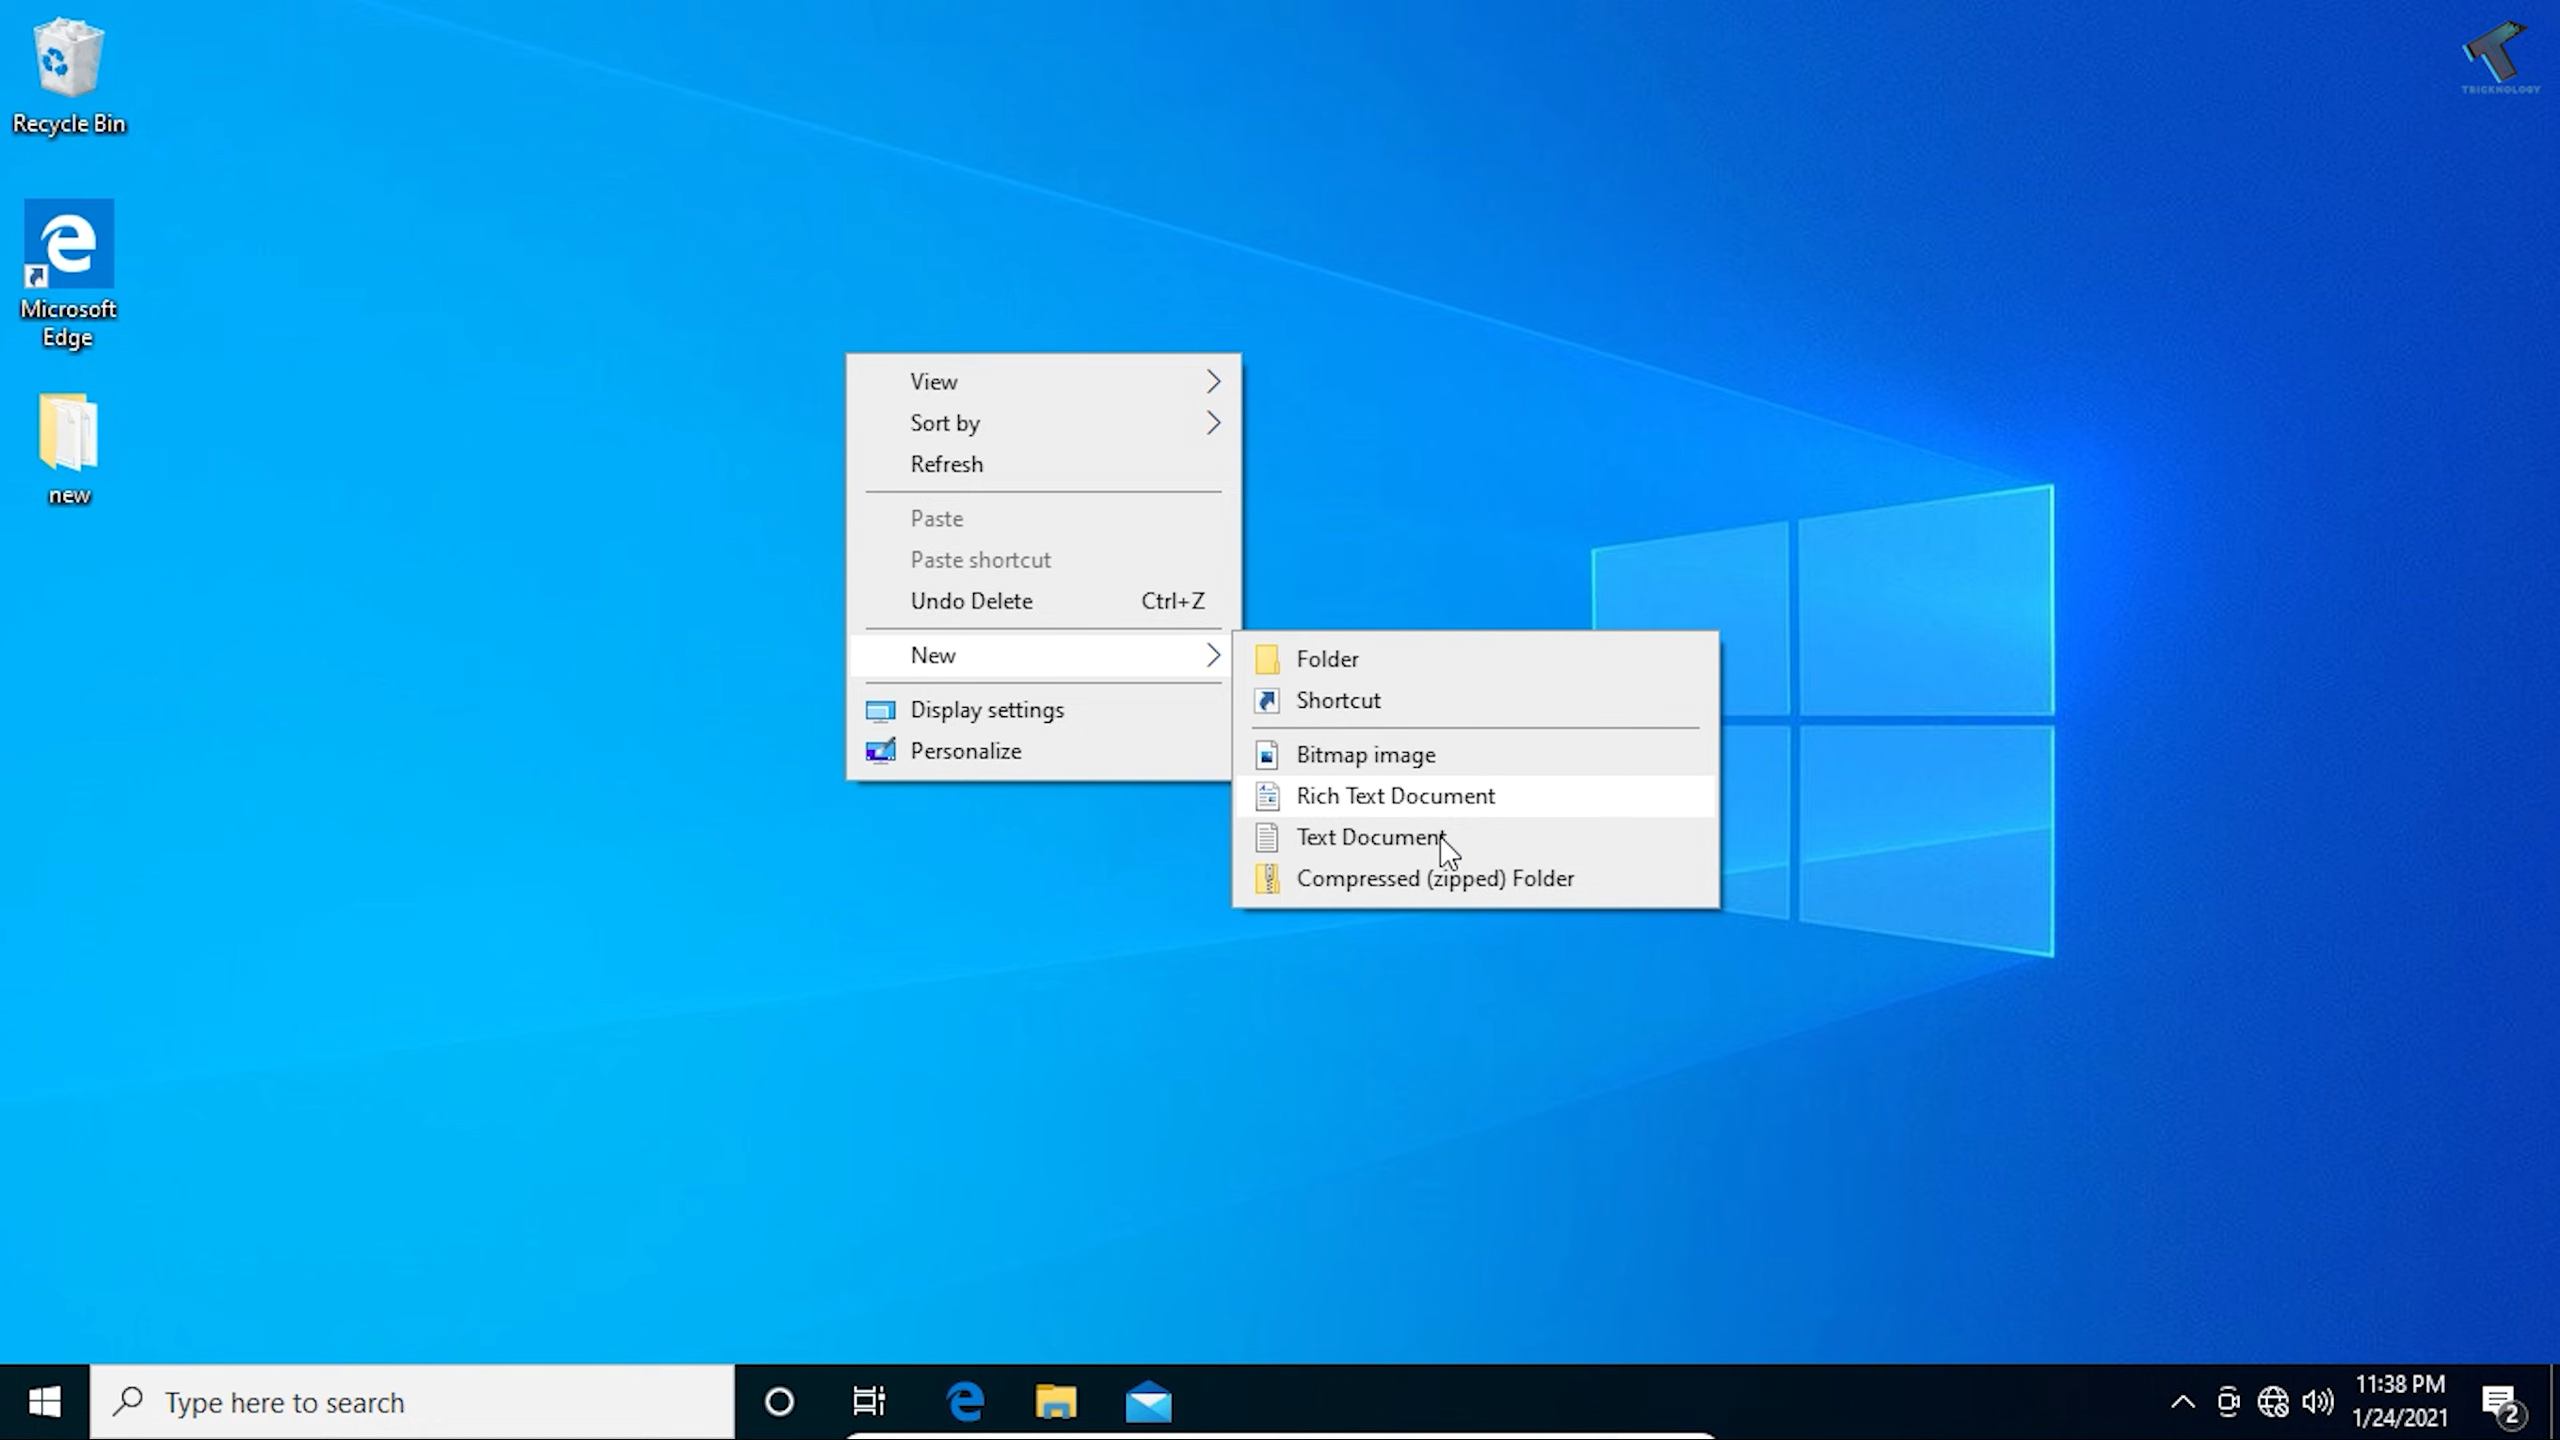 Recycle Bin
TRICKNOLOGY
Microsoft
Edge
new
View
Sort by
Refresh
Paste
Paste shortcut
Undo Delete Ctrl+Z
New
Display settings
Personalize
Folder
Shortcut
Bitmap image
Rich Text Document
Text Document
Compressed (zipped) Folder
Type here to search
11:38 PM
1/24/2021
2